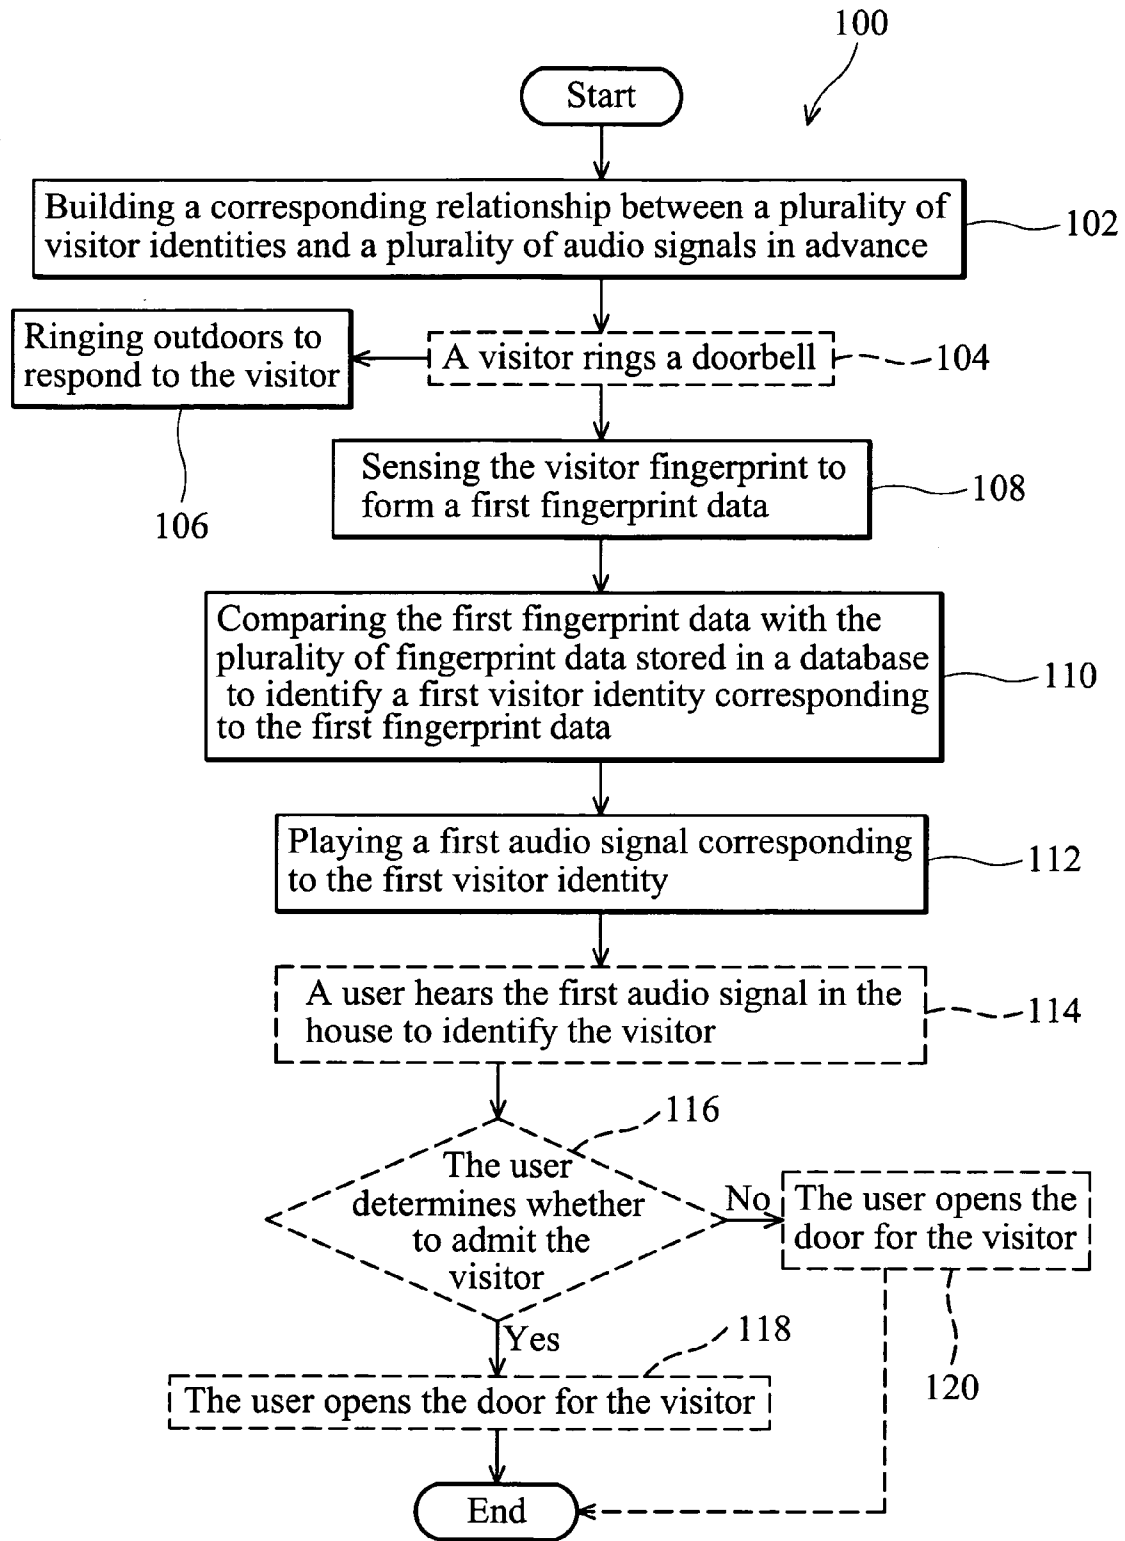 100
Start
Building a corresponding relationship between a plurality of
visitor identities and a plurality of audio signals in advance
102
Ringing outdoors to
respond to the visitor
106
A visitor rings a doorbell
104
Sensing the visitor fingerprint to
form a first fingerprint data
108
Comparing the first fingerprint data with the
plurality of fingerprint data stored in a database
to identify a first visitor identity corresponding
to the first fingerprint data
110
Playing a first audio signal corresponding
to the first visitor identity
112
A user hears the first audio signal in the
house to identify the visitor
114
116
The user
determines whether
to admit the
visitor
No
The user opens the
door for the visitor
120
Yes
118
The user opens the door for the visitor
End